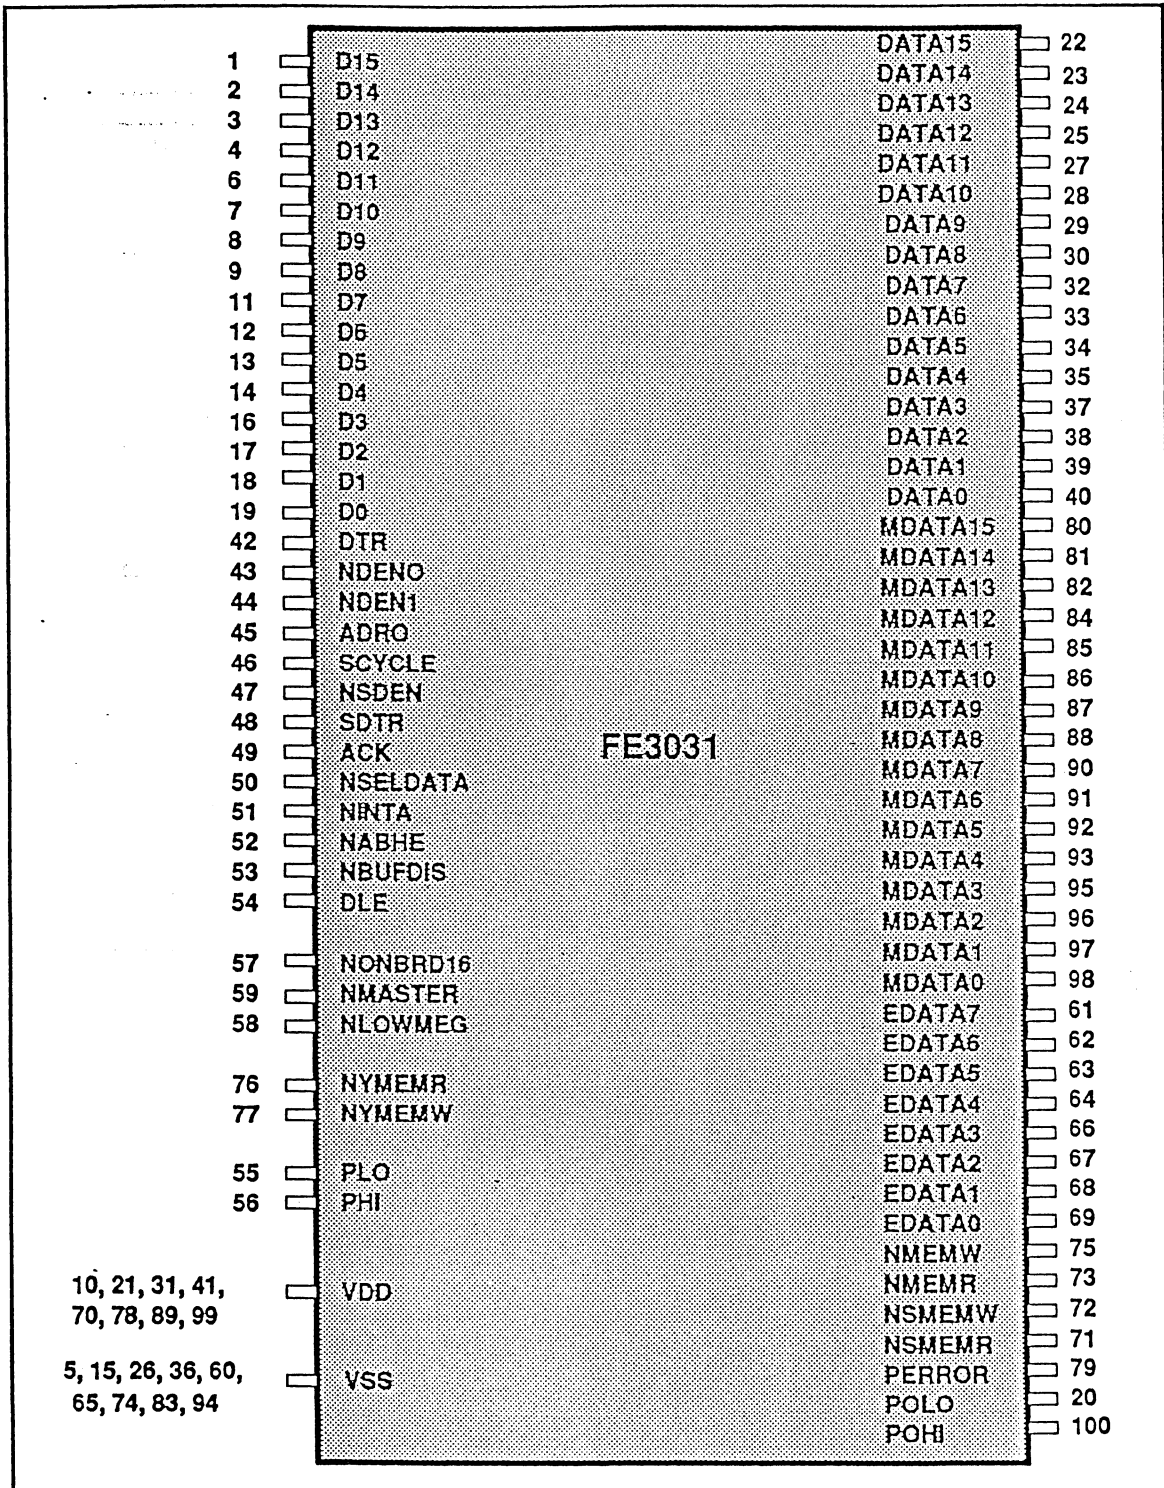 1 D15
2 D14
3 D13
4 D12
6 D11
7 D10
8 D9
9 D8
11 D7
12 D6
13 D5
14 D4
16 D3
17 D2
18 D1
19 D0
42 DTR
43 NDENO
44 NDEN1
45 ADRO
46 SCYCLE
47 NSDEN
48 SDTR
49 ACK
50 NSELDATA
51 NINTA
52 NABHE
53 NBUFDIS
54 DLE
57 NONBRD16
59 NMASTER
58 NLOWMEG
76 NYMEMR
77 NYMEMW
55 PLO
56 PHI
10, 21, 31, 41, VDD
70, 78, 89, 99
5, 15, 26, 36, 60, VSS
65, 74, 83, 94
FE3031
DATA15 22
DATA14 23
DATA13 24
DATA12 25
DATA11 27
DATA10 28
DATA9 29
DATA8 30
DATA7 32
DATA6 33
DATA5 34
DATA4 35
DATA3 37
DATA2 38
DATA1 39
DATA0 40
MDATA15 80
MDATA14 81
MDATA13 82
MDATA12 84
MDATA11 85
MDATA10 86
MDATA9 87
MDATA8 88
MDATA7 90
MDATA6 91
MDATA5 92
MDATA4 93
MDATA3 95
MDATA2 96
MDATA1 97
MDATA0 98
EDATA7 61
EDATA6 62
EDATA5 63
EDATA4 64
EDATA3 66
EDATA2 67
EDATA1 68
EDATA0 69
NMEMW 75
NMEMR 73
NSMEMW 72
NSMEMR 71
PERROR 79
POLO 20
POHI 100